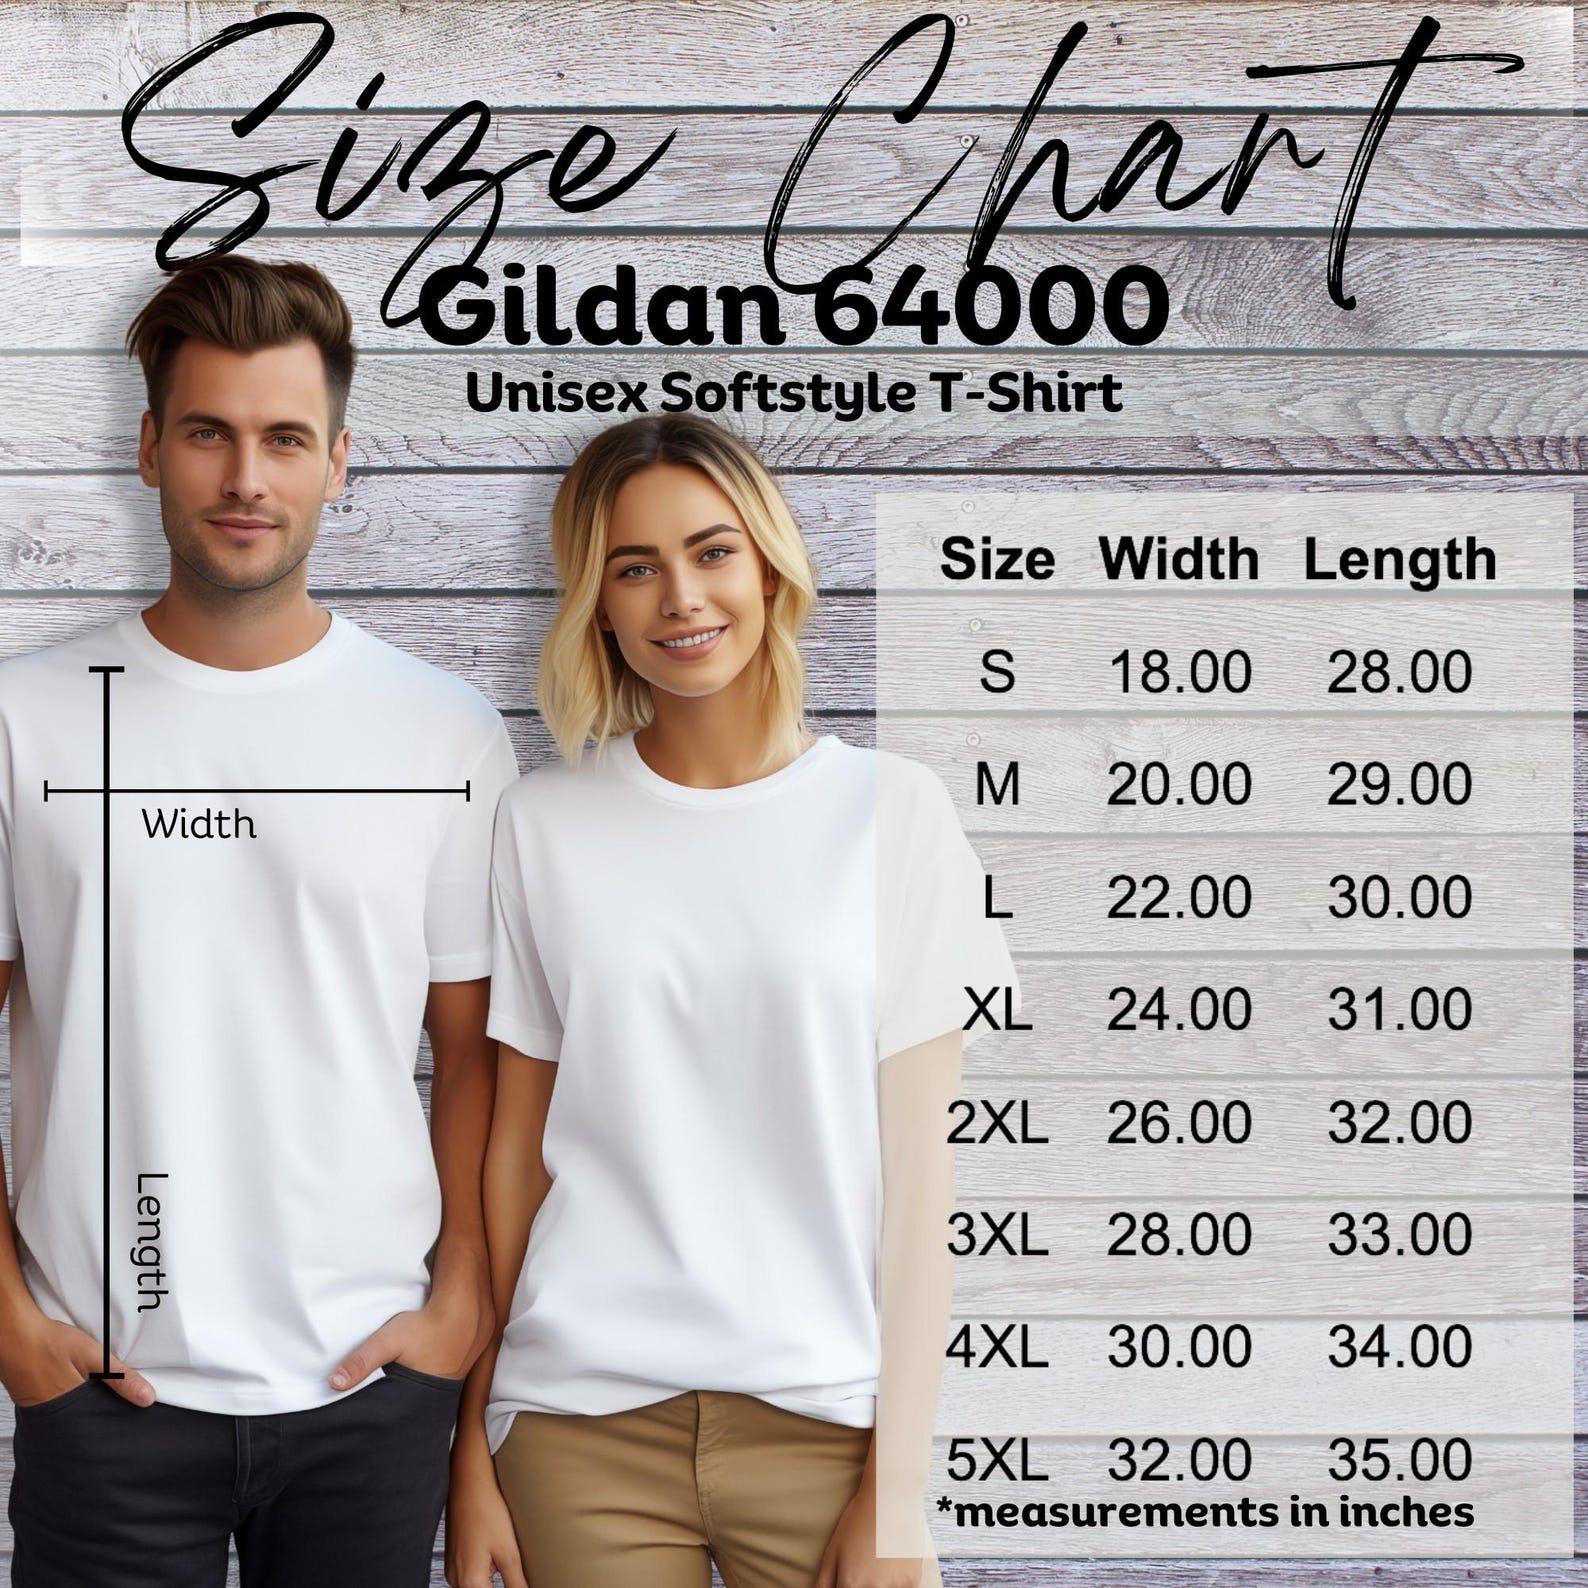 Size Chart
Gildan 64000
Unisex Softstyle T-Shirt
Width
Length
Size Width Length
S 18.00 28.00
M 20.00 29.00
L 22.00 30.00
XL 24.00 31.00
2XL 26.00 32.00
3XL 28.00 33.00
4XL 30.00 34.00
5XL 32.00 35.00
*measurements in inches